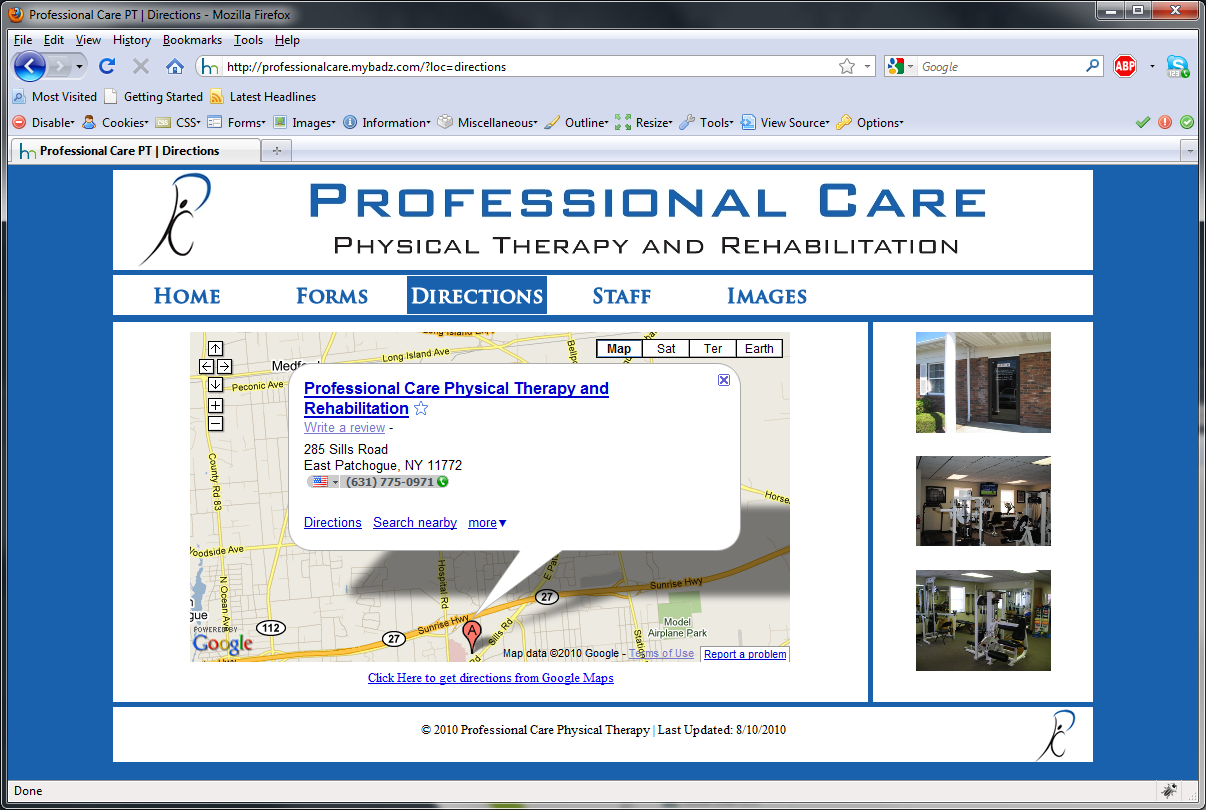 Professional Care PT | Directions - Mozilla Firefox
File Edit View History Bookmarks Tools Help
http://professionalcare.mybadz.com/?loc=directions
Google
ABP
Most Visited Getting Started Latest Headlines
Disable Cookies CSS Forms Images Information Miscellaneous Outline Resize Tools View Source Options
Professional Care PT | Directions
PROFESSIONAL CARE
PHYSICAL THERAPY AND REHABILITATION
HOME FORMS DIRECTIONS STAFF IMAGES
Long Island Ave
Map Sat Ter Earth
Peconic Ave
County Rd 83
Professional Care Physical Therapy and
Rehabilitation
Write a review -
285 Sills Road
East Patchogue, NY 11772
(631) 775-0971
Directions Search nearby more
Woodside Ave
N Ocean Ave
Hospital Rd
Sunrise Hwy
27
Model
Airplane Park
112
27
Sunrise Hwy
A
Sills Rd
POWERED BY
Google
Map data ©2010 Google - Terms of Use
Report a problem
Click Here to get directions from Google Maps
© 2010 Professional Care Physical Therapy | Last Updated: 8/10/2010
Done